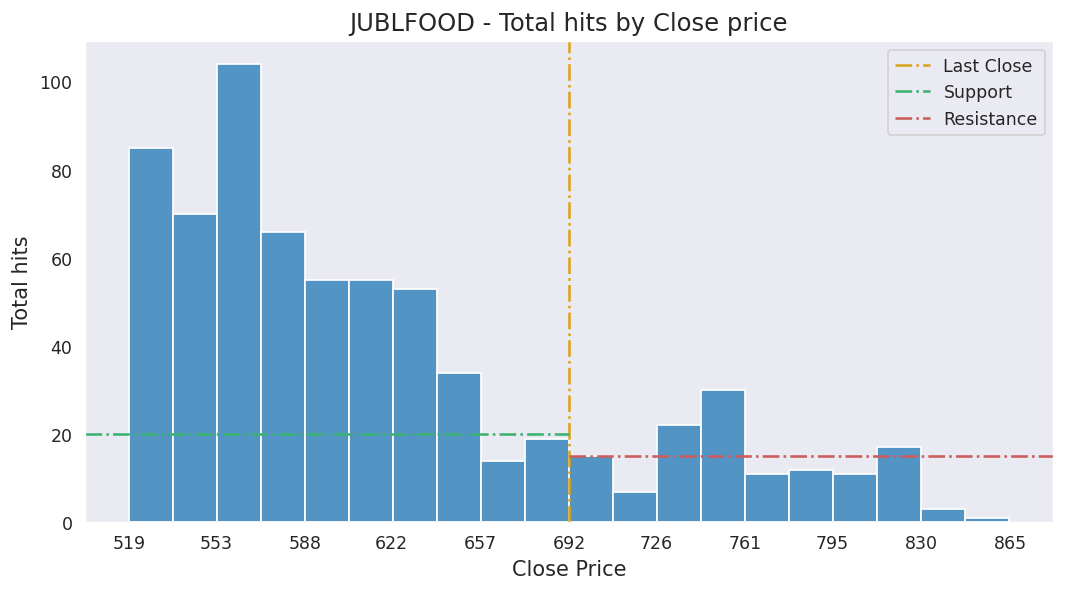 JUBLFOOD - Total hits by Close price
Last Close
Support
Resistance
Total hits
100
80
60
40
20
0
519 553 588 622 657 692 726 761 795 830 865
Close Price